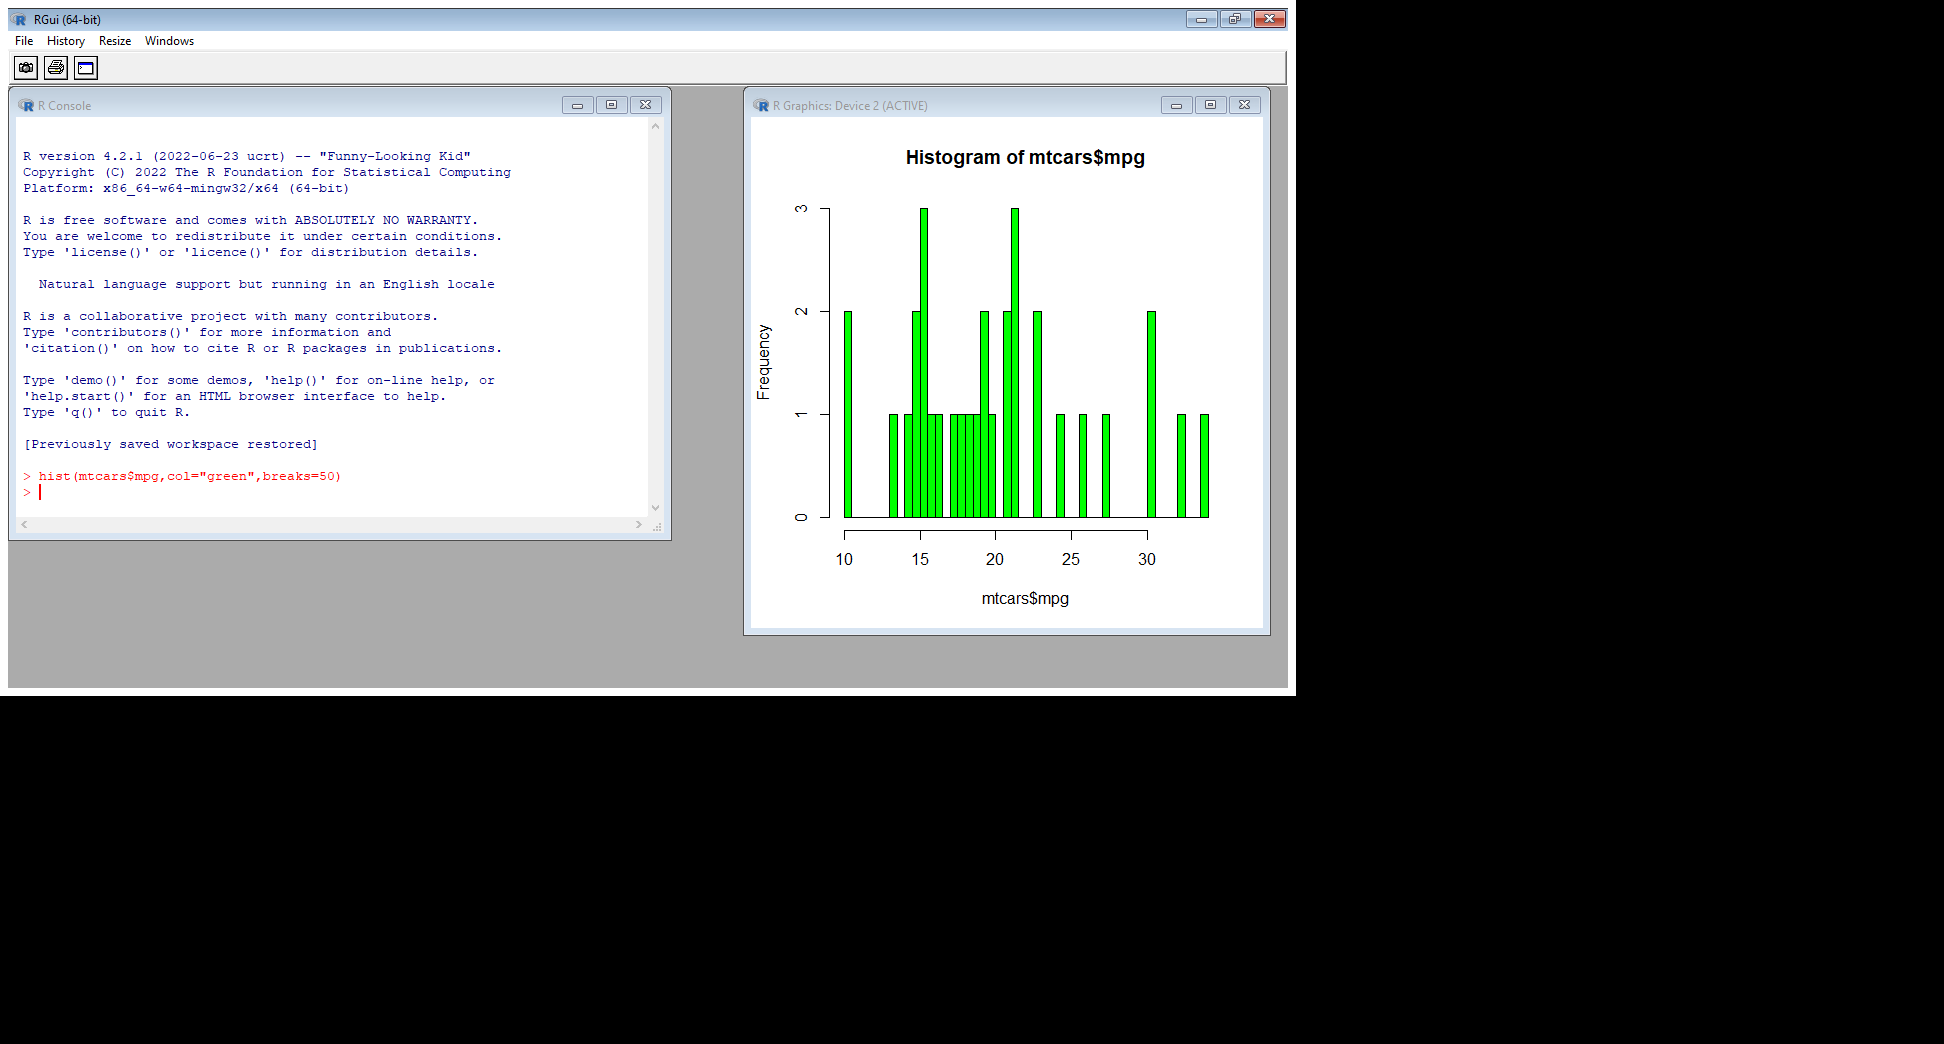 RGui (64-bit)
File History Resize Windows
R Console
R version 4.2.1 (2022-06-23 ucrt) -- "Funny-Looking Kid"
Copyright (C) 2022 The R Foundation for Statistical Computing
Platform: x86_64-w64-mingw32/x64 (64-bit)
R is free software and comes with ABSOLUTELY NO WARRANTY.
You are welcome to redistribute it under certain conditions.
Type 'license()' or 'licence()' for distribution details.
Natural language support but running in an English locale
R is a collaborative project with many contributors.
Type 'contributors()' for more information and
'citation()' on how to cite R or R packages in publications.
Type 'demo()' for some demos, 'help()' for on-line help, or
'help.start()' for an HTML browser interface to help.
Type 'q()' to quit R.
[Previously saved workspace restored]
> hist(mtcars$mpg,col="green",breaks=50)
>
R Graphics: Device 2 (ACTIVE)
Histogram of mtcars$mpg
Frequency
3
2
1
0
10 15 20 25 30
mtcars$mpg